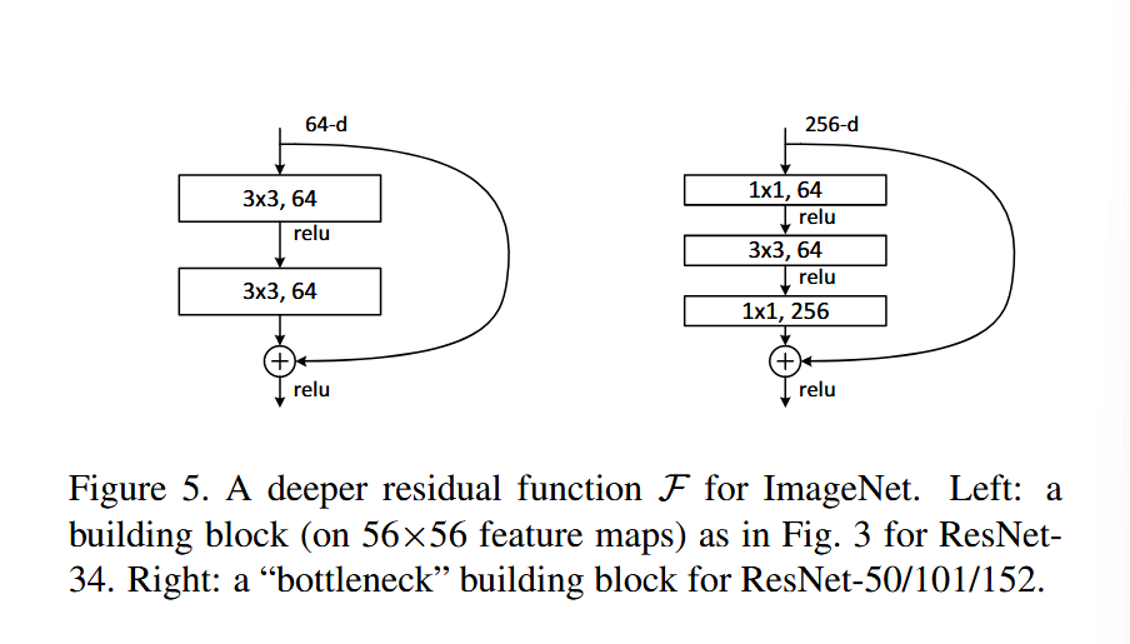 64-d
3x3, 64
relu
3x3, 64
+
relu
256-d
1x1, 64
relu
3x3, 64
relu
1x1, 256
+
relu
Figure 5. A deeper residual function ℱ for ImageNet. Left: a
building block (on 56×56 feature maps) as in Fig. 3 for ResNet-
34. Right: a “bottleneck” building block for ResNet-50/101/152.